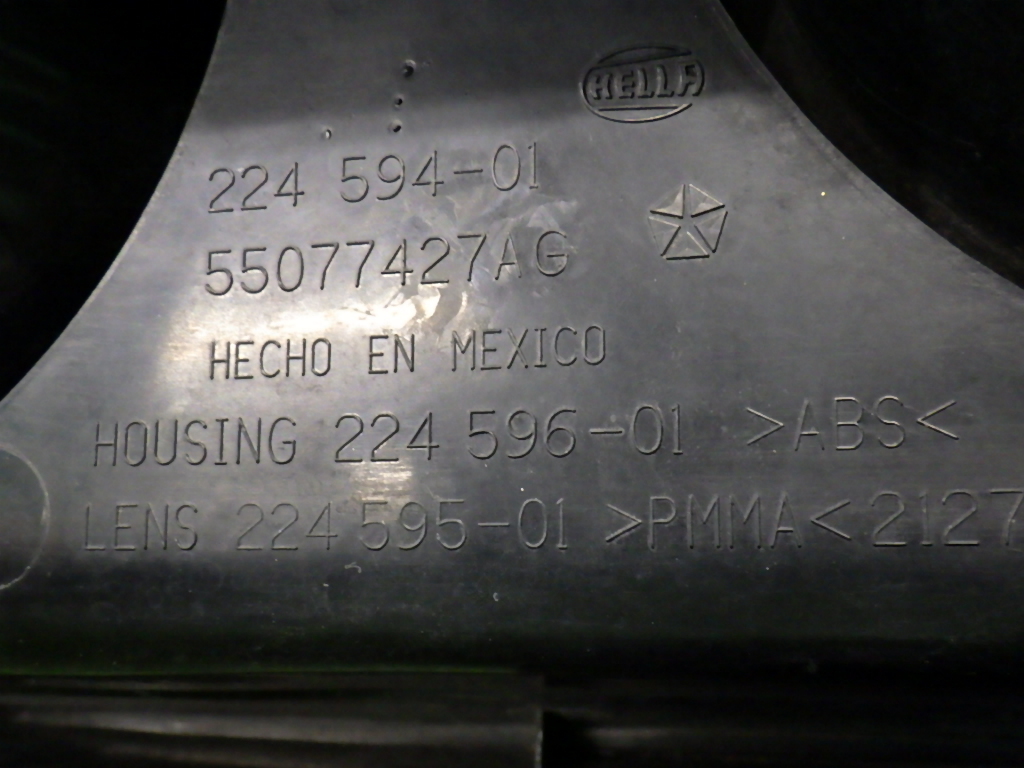 HELLA
224 594-01
55077427AG
HECHO EN MEXICO
HOUSING 224 596-01 >ABS<
LENS 224 595-01 >PMMA<2127